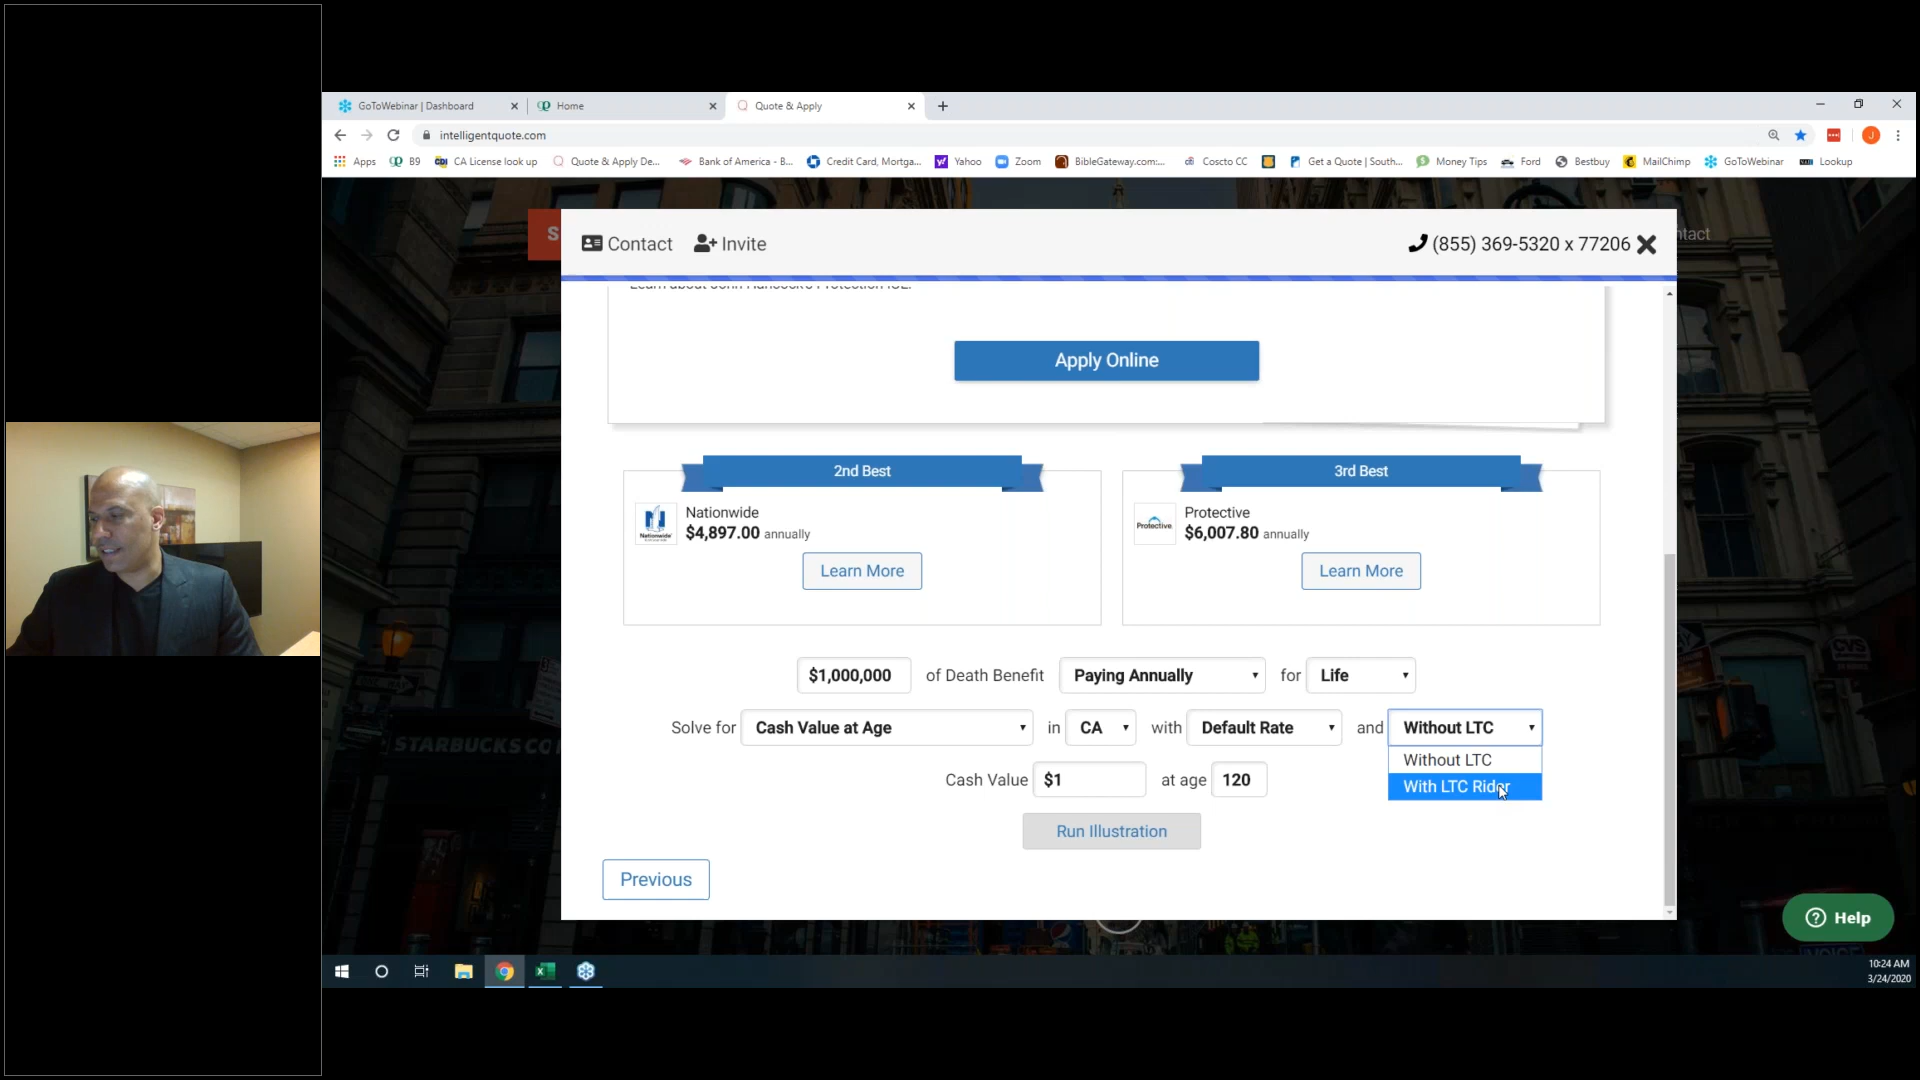 GoToWebinar | Dashboard
Home
Quote & Apply
intelligentquote.com
Apps
B9
CA License look up
Quote & Apply De...
Bank of America - B...
Credit Card, Mortga...
Yahoo
Zoom
BibleGateway.com:...
Coscto CC
Get a Quote | South...
Money Tips
Ford
Bestbuy
MailChimp
GoToWebinar
Lookup
S
Contact
Invite
(855) 369-5320 x 77206
ntact
Apply Online
2nd Best
3rd Best
Nationwide
$4,897.00 annually
Learn More
Protective
Protective
$6,007.80 annually
Learn More
$1,000,000 of Death Benefit Paying Annually for Life
Solve for Cash Value at Age in CA with Default Rate and Without LTC
Without LTC
With LTC Rider
Cash Value $1 at age 120
Run Illustration
Previous
STARBUCKS CO
CVS
Help
10:24 AM
3/24/2020